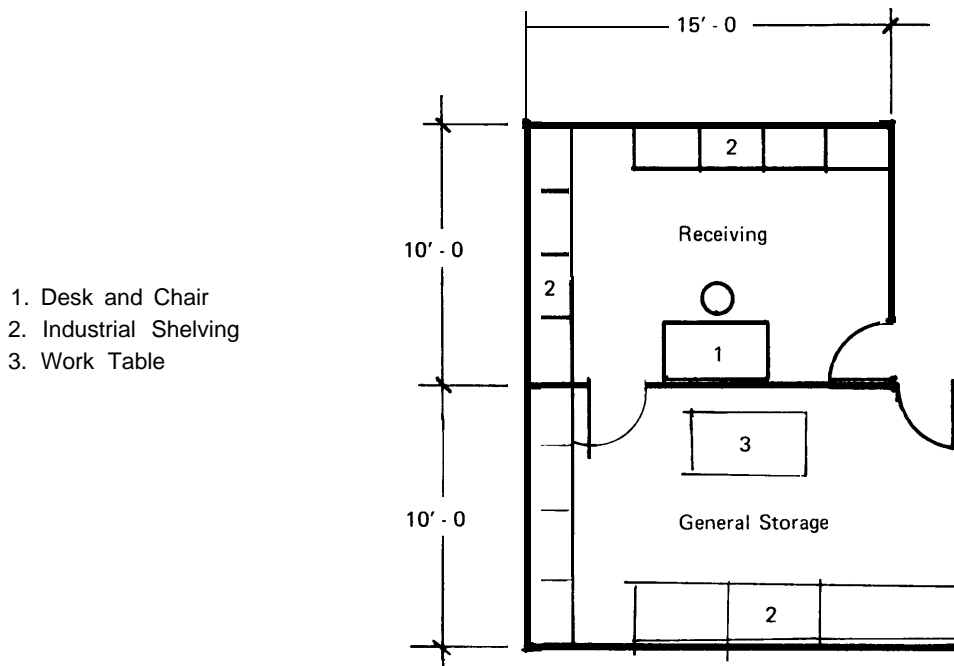 15' - 0
2
Receiving
10' - 0
2
1. Desk and Chair
2. Industrial Shelving
3. Work Table
1
3
10' - 0
General Storage
2